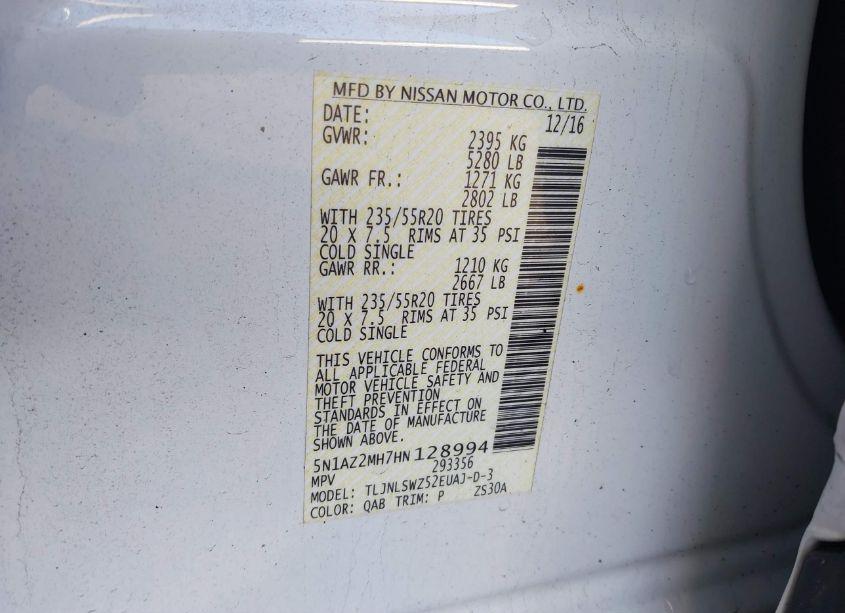 MFD BY NISSAN MOTOR CO., LTD.
DATE: 12/16
GVWR: 2395 KG
5280 LB
GAWR FR.: 1271 KG
2802 LB
WITH 235/55R20 TIRES
20 X 7.5 RIMS AT 35 PSI
COLD SINGLE
GAWR RR.: 1210 KG
2667 LB
WITH 235/55R20 TIRES
20 X 7.5 RIMS AT 35 PSI
COLD SINGLE
THIS VEHICLE CONFORMS TO
ALL APPLICABLE FEDERAL
MOTOR VEHICLE SAFETY AND
THEFT PREVENTION
STANDARDS IN EFFECT ON
THE DATE OF MANUFACTURE
SHOWN ABOVE.
5N1AZ2MH7HN128994
293356
MPV
MODEL: TLJNLSWZ52EUAJ-D-3
COLOR: QAB TRIM: P ZS30A